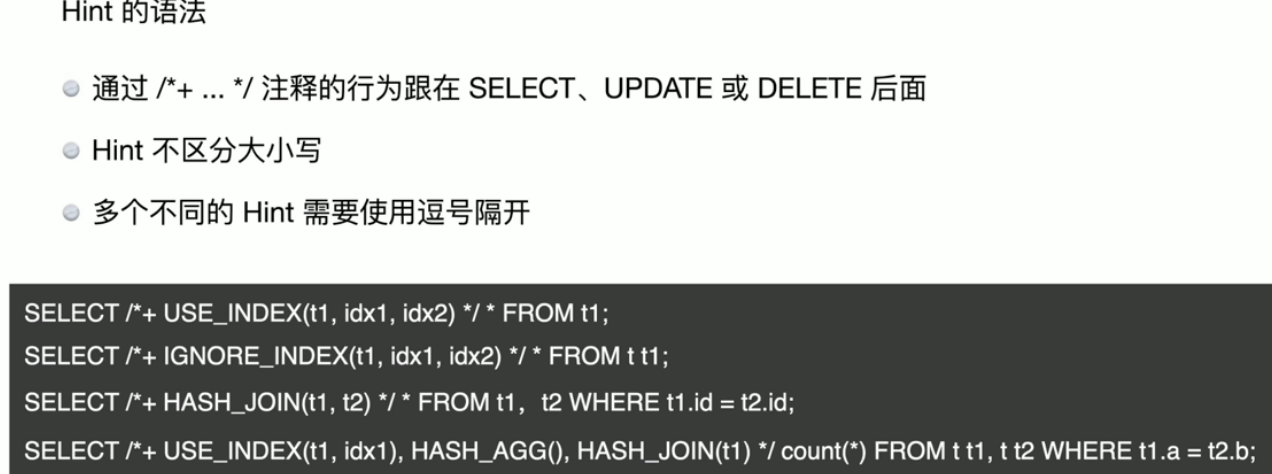 Hint 的语法
通过 /*+ ... */ 注释的行为跟在 SELECT、UPDATE 或 DELETE 后面
Hint 不区分大小写
多个不同的 Hint 需要使用逗号隔开
SELECT /*+ USE_INDEX(t1, idx1, idx2) */ * FROM t1;
SELECT /*+ IGNORE_INDEX(t1, idx1, idx2) */ * FROM t t1;
SELECT /*+ HASH_JOIN(t1, t2) */ * FROM t1，t2 WHERE t1.id = t2.id;
SELECT /*+ USE_INDEX(t1, idx1), HASH_AGG(), HASH_JOIN(t1) */ count(*) FROM t t1, t t2 WHERE t1.a = t2.b;